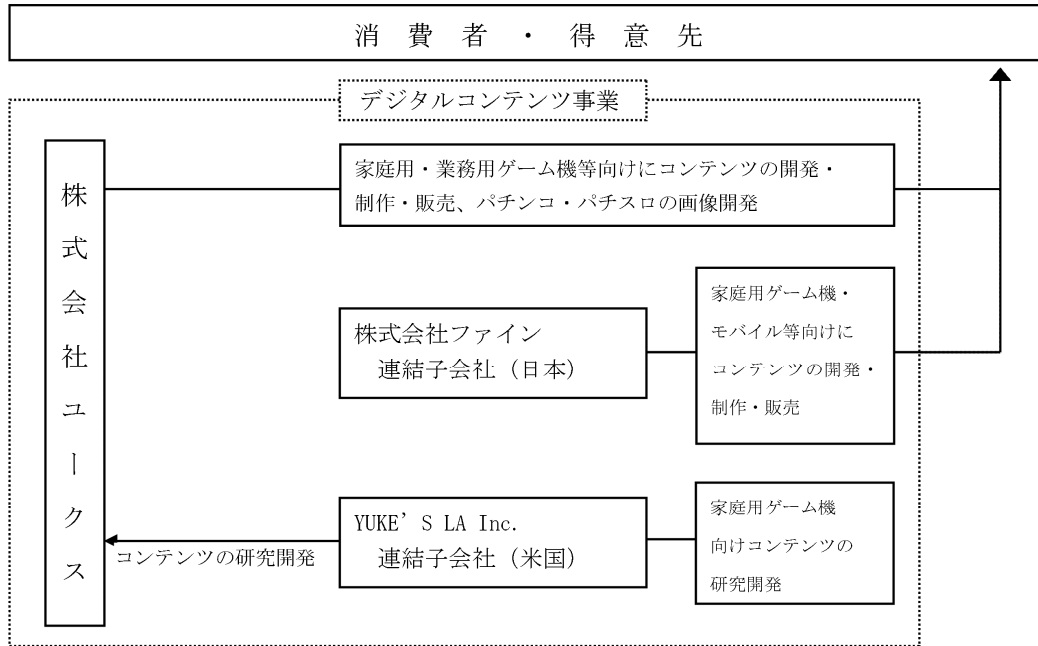 消費者・得意先
デジタルコンテンツ事業
株式会社ユークス
家庭用・業務用ゲーム機等向けにコンテンツの開発・
制作・販売、パチンコ・パチスロの画像開発
株式会社ファイン
連結子会社（日本）
家庭用ゲーム機・
モバイル等向けに
コンテンツの開発・
制作・販売
YUKE’S LA Inc.
連結子会社（米国）
コンテンツの研究開発
家庭用ゲーム機
向けコンテンツの
研究開発